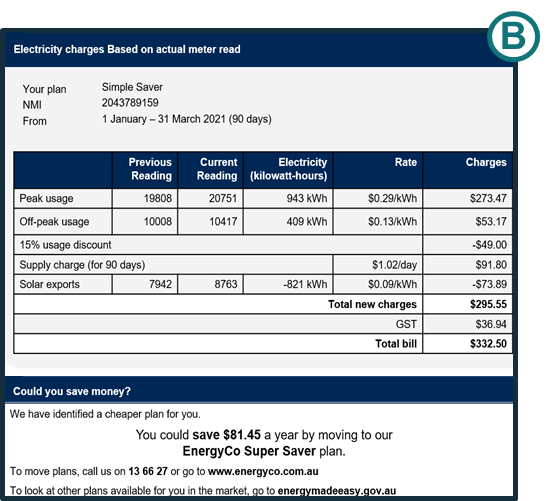 B
Electricity charges Based on actual meter read
Your plan Simple Saver
NMI 2043789159
From 1 January – 31 March 2021 (90 days)
Previous Reading Current Reading Electricity (kilowatt-hours) Rate Charges
Peak usage 19808 20751 943 kWh $0.29/kWh $273.47
Off-peak usage 10008 10417 409 kWh $0.13/kWh $53.17
15% usage discount -$49.00
Supply charge (for 90 days) $1.02/day $91.80
Solar exports 7942 8763 -821 kWh $0.09/kWh -$73.89
Total new charges $295.55
GST $36.94
Total bill $332.50
Could you save money?
We have identified a cheaper plan for you.
You could save $81.45 a year by moving to our
EnergyCo Super Saver plan.
To move plans, call us on 13 66 27 or go to www.energyco.com.au
To look at other plans available for you in the market, go to energymadeeasy.gov.au